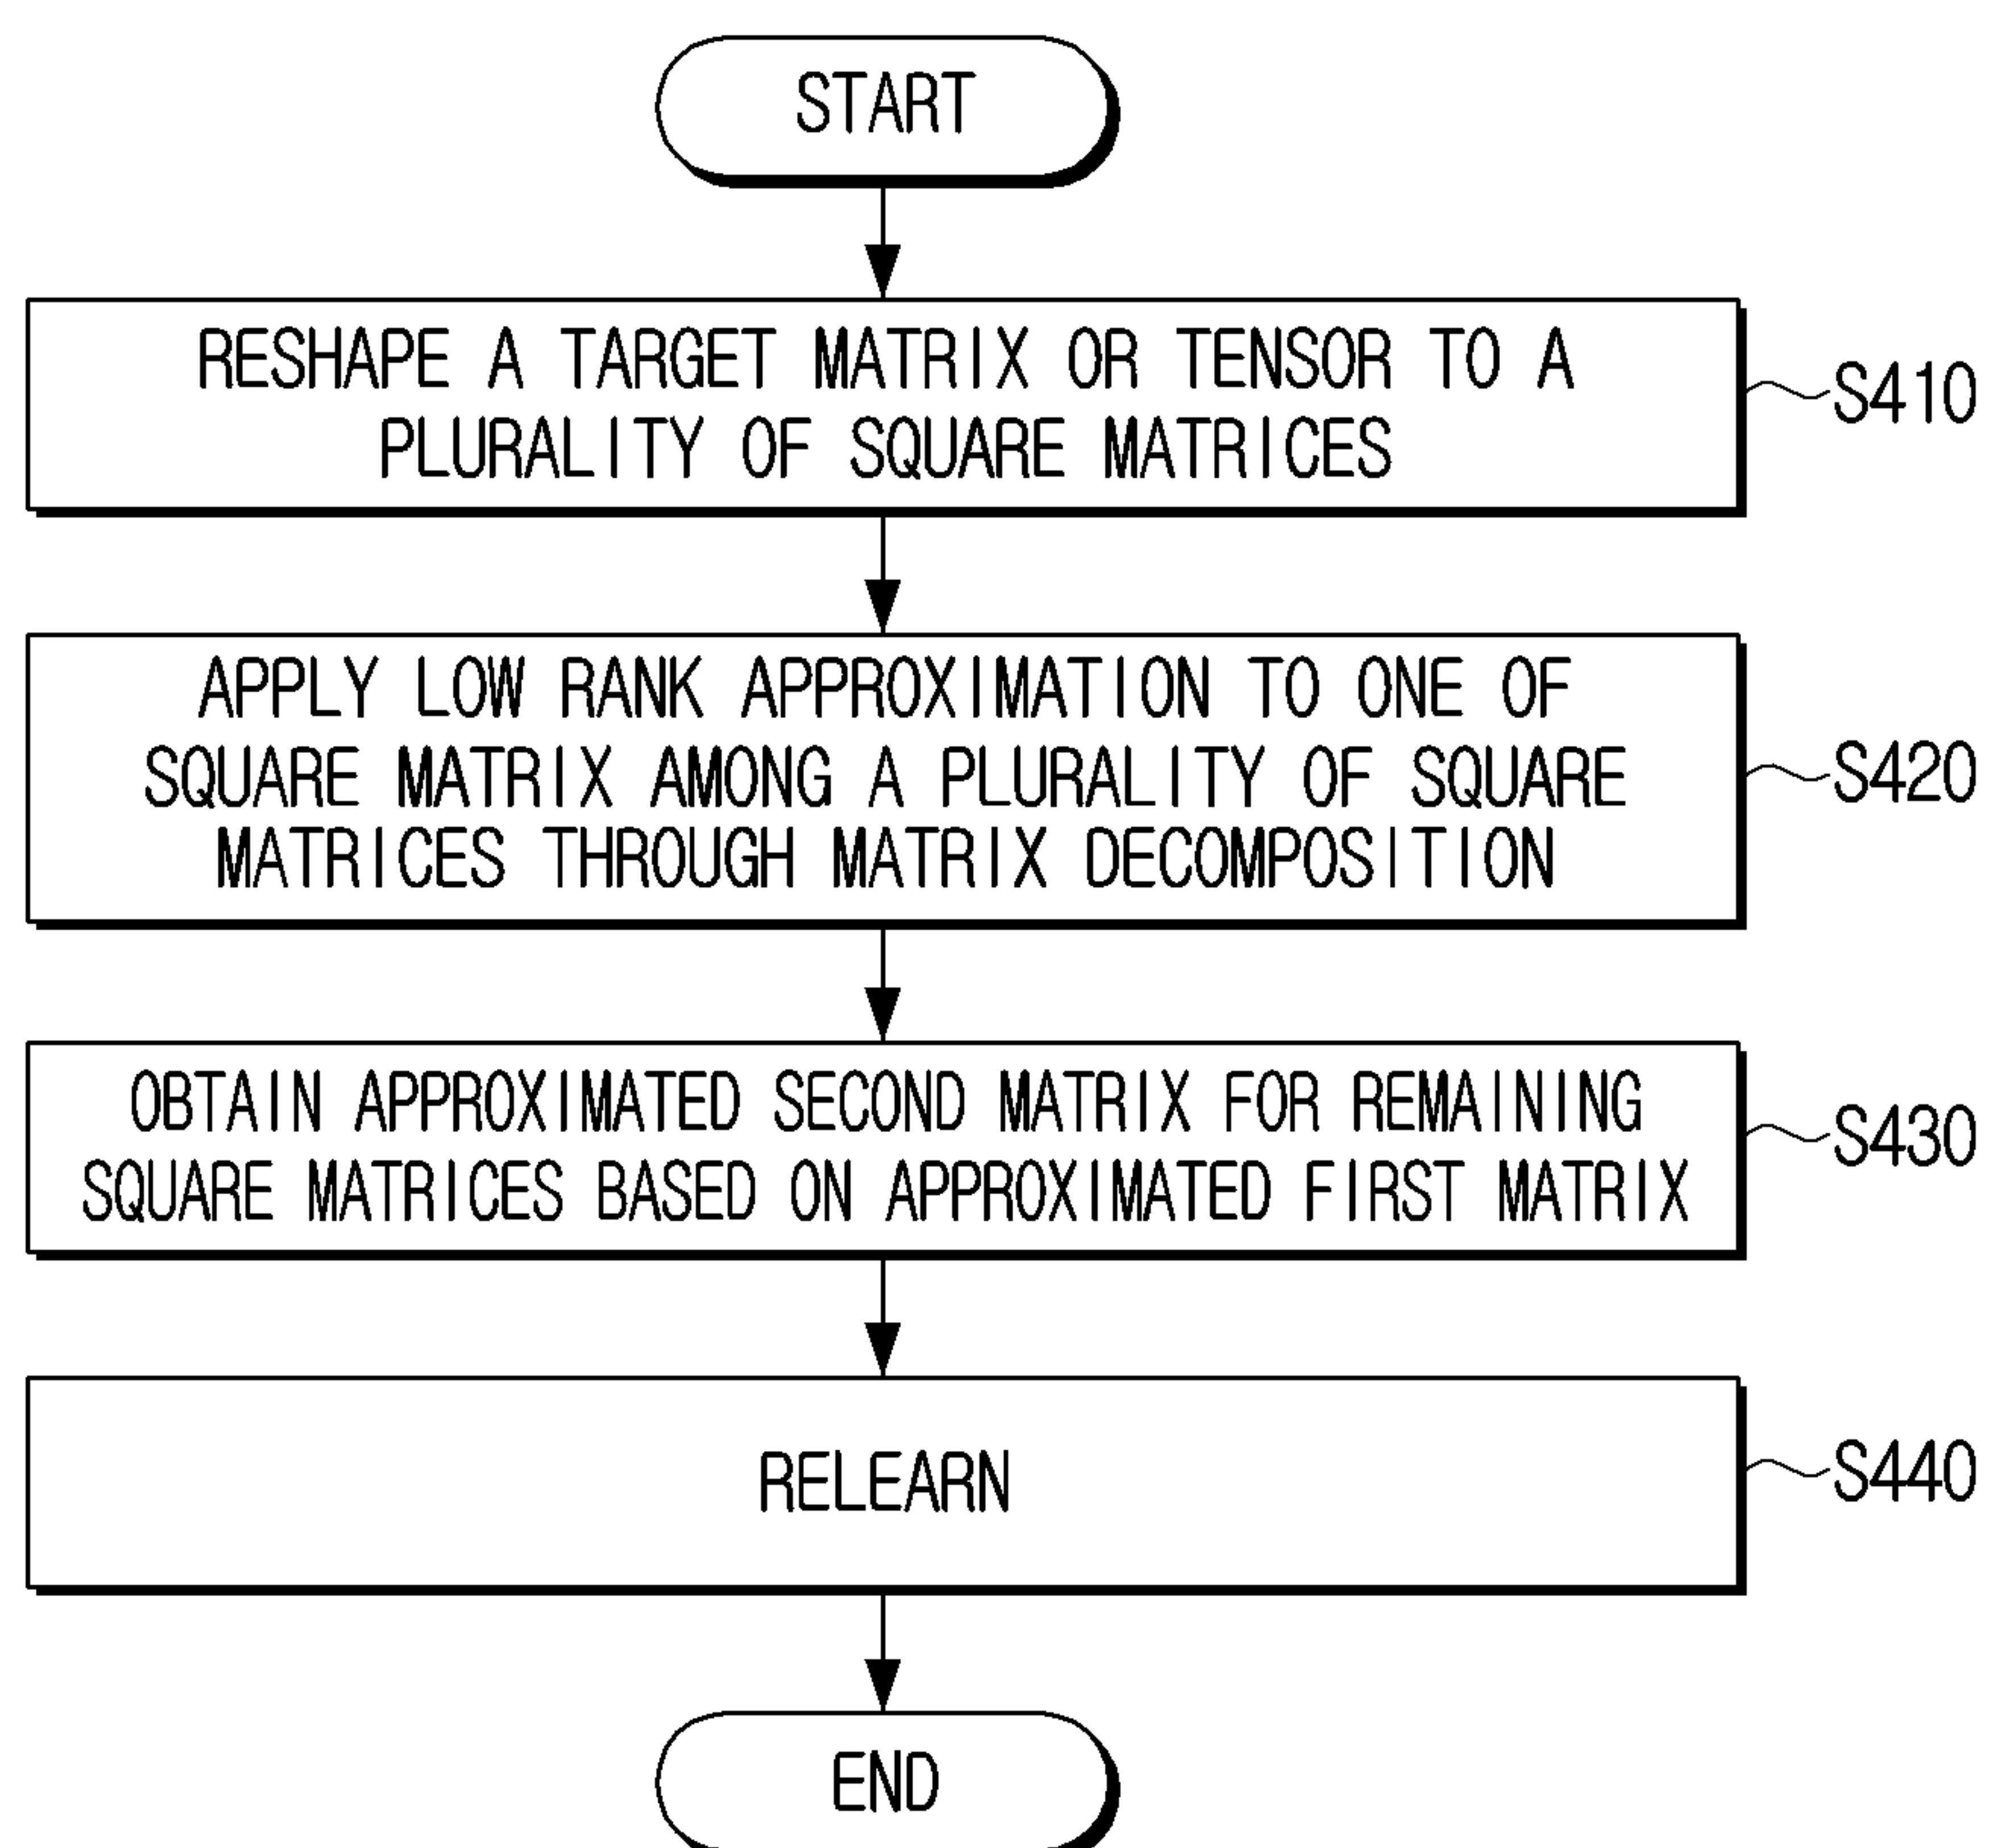 START
RESHAPE A TARGET MATRIX OR TENSOR TO A
PLURALITY OF SQUARE MATRICES
S410
APPLY LOW RANK APPROXIMATION TO ONE OF
SQUARE MATRIX AMONG A PLURALITY OF SQUARE
MATRICES THROUGH MATRIX DECOMPOSITION
S420
OBTAIN APPROXIMATED SECOND MATRIX FOR REMAINING
SQUARE MATRICES BASED ON APPROXIMATED FIRST MATRIX
S430
RELEARN
S440
END